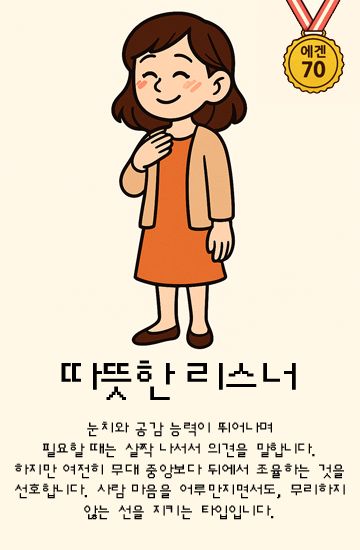 에겐
70
따뜻한 리스너
눈치와 공감 능력이 뛰어나며
필요할 때는 살짝 나서서 의견을 말합니다.
하지만 여전히 무대 중앙보다 뒤에서 조율하는 것을
선호합니다. 사람 마음을 어루만지면서도, 무리하지
않는 선을 지키는 타입입니다.